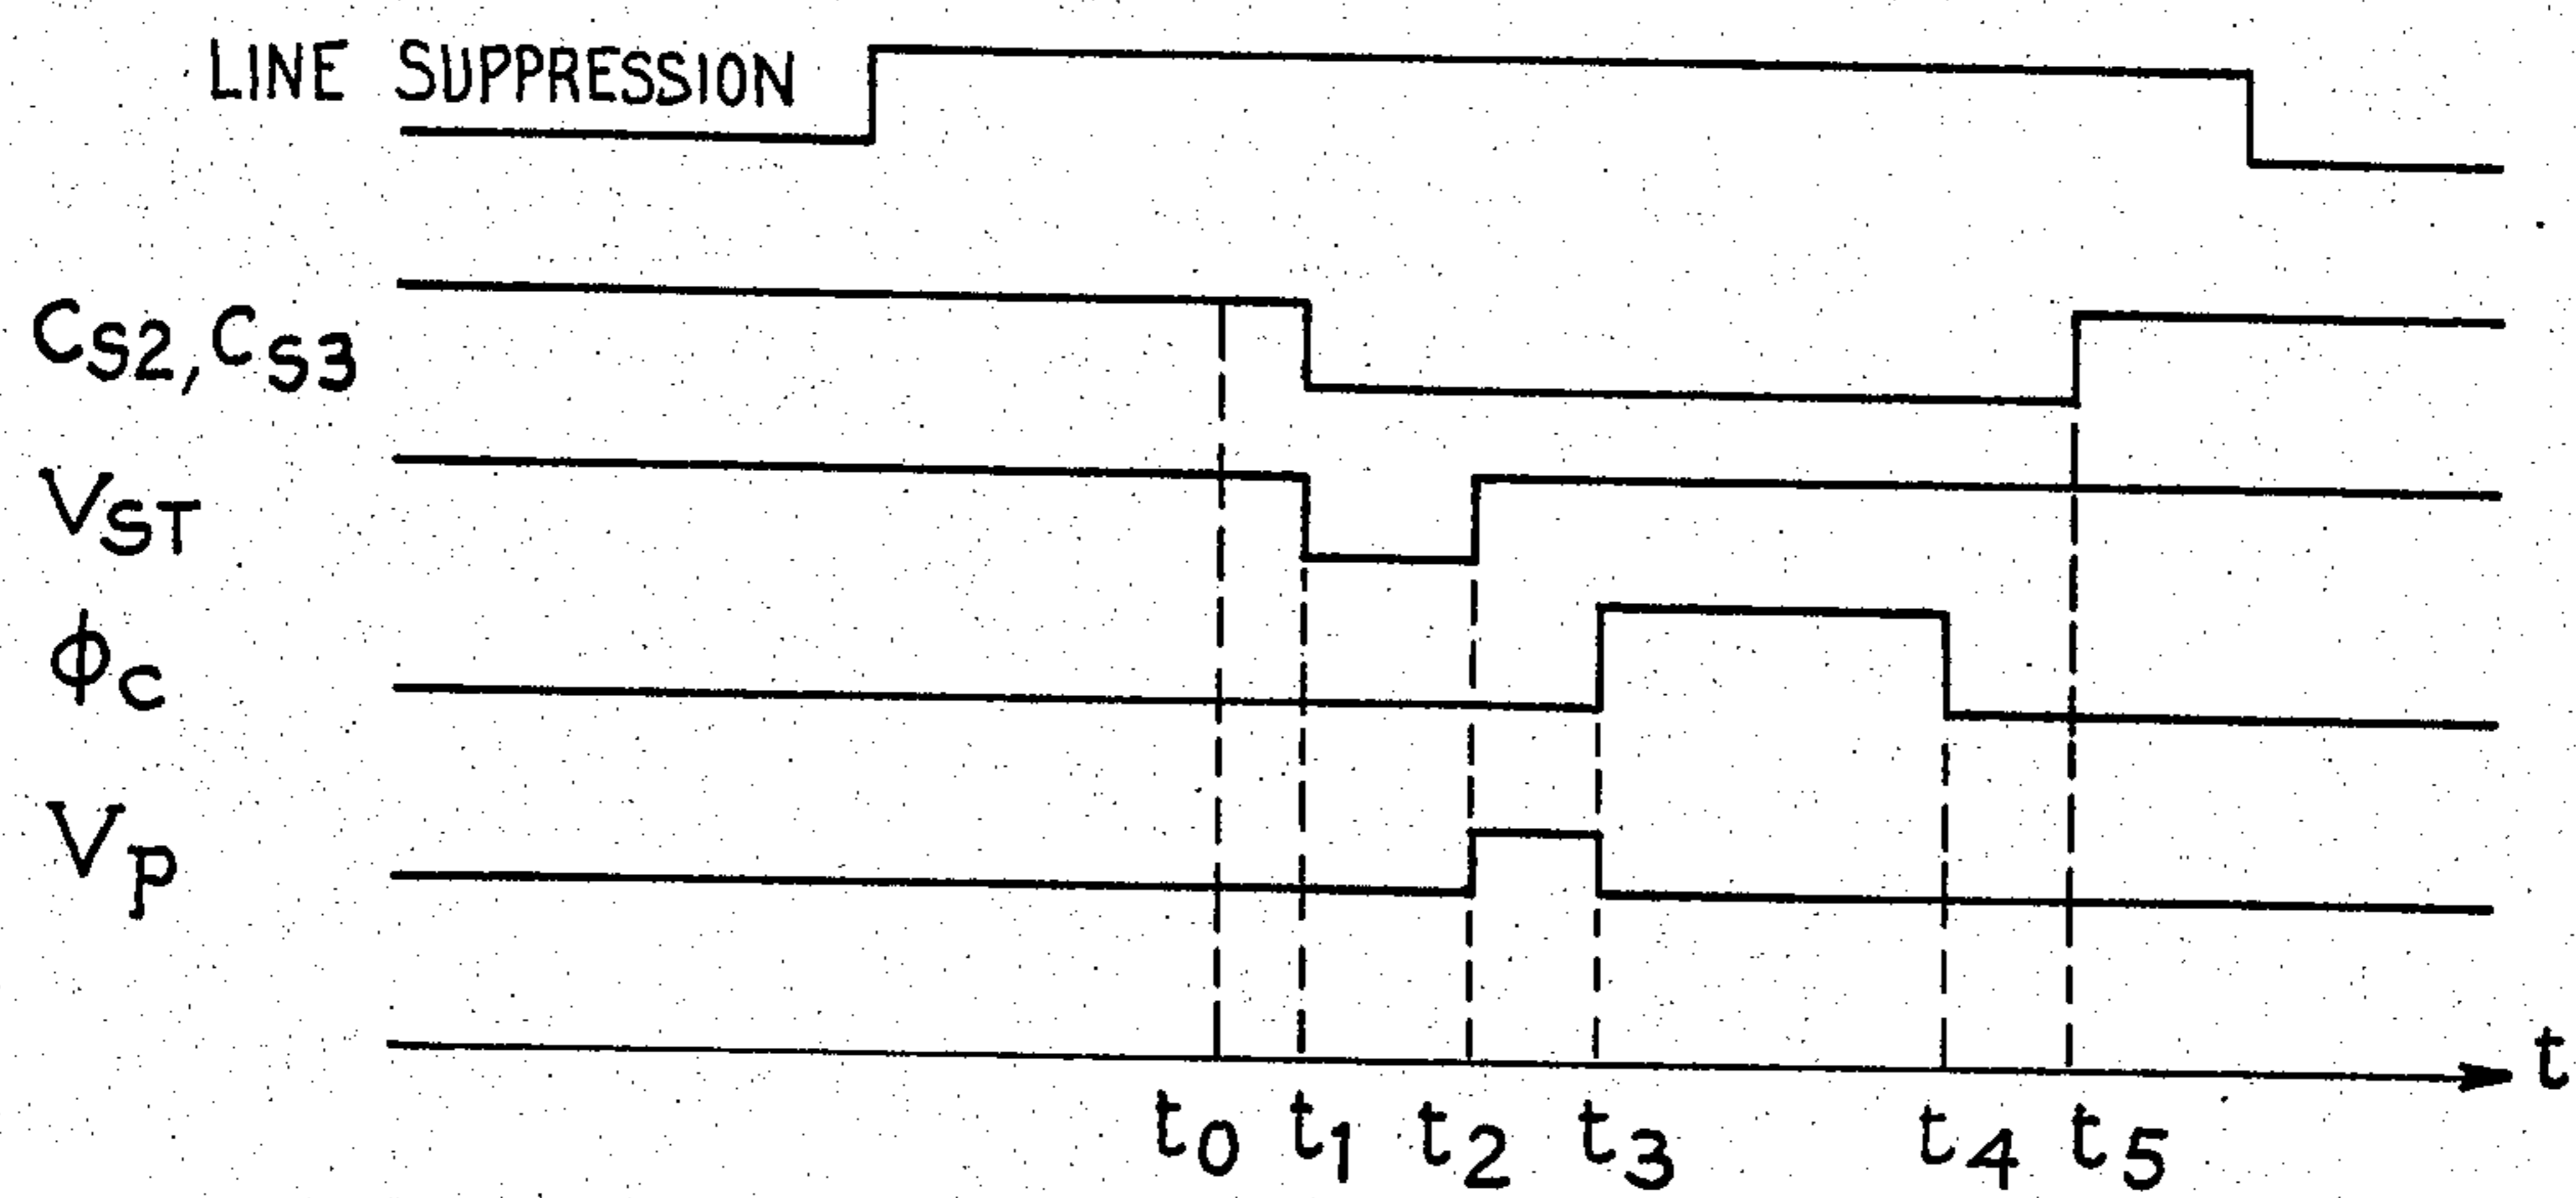 LINE SUPPRESSION
CS2, CS3
VST
ϕC
VP
t
t0 t1 t2 t3 t4 t5